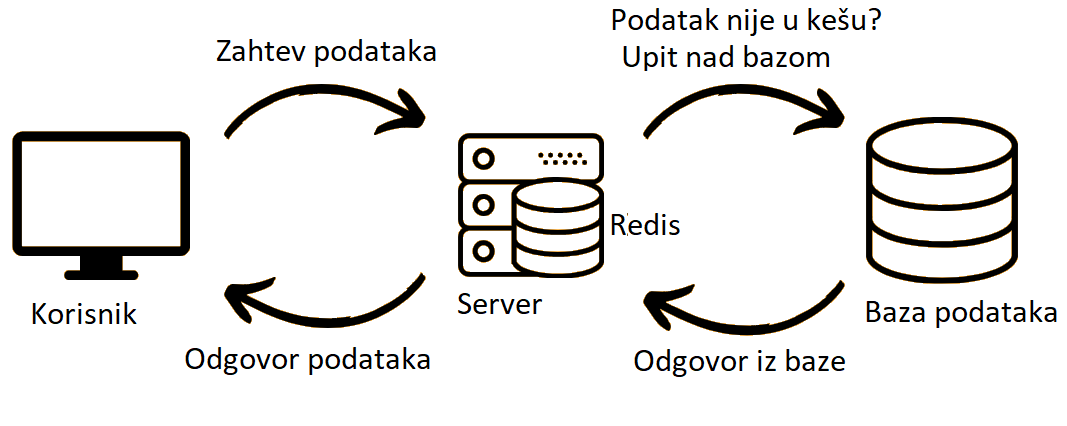 Zahtev podataka
Podatak nije u kešu?
Upit nad bazom
Redis
Korisnik
Server
Baza podataka
Odgovor podataka
Odgovor iz baze